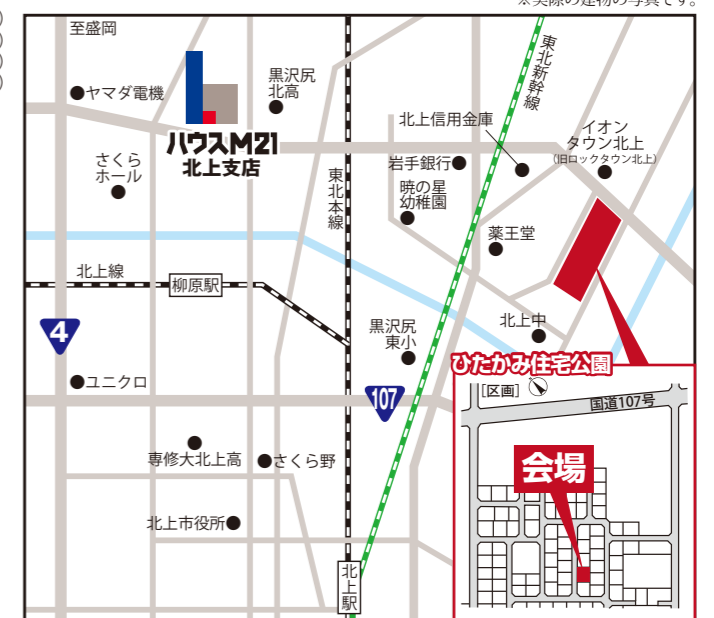 ※実際の建物の写真です。
至盛岡
ヤマダ電機
黒沢尻
北高
ハウスM21
北上支店
さくら
ホール
東北本線
東北新幹線
北上信用金庫
岩手銀行
暁の星
幼稚園
イオン
タウン北上
(旧ロックタウン北上)
薬王堂
北上線
柳原駅
4
ユニクロ
黒沢尻
東小
北上中
107
ひたかみ住宅公園
[区画]
国道107号
会場
専修大北上高
さくら野
北上市役所
北上駅